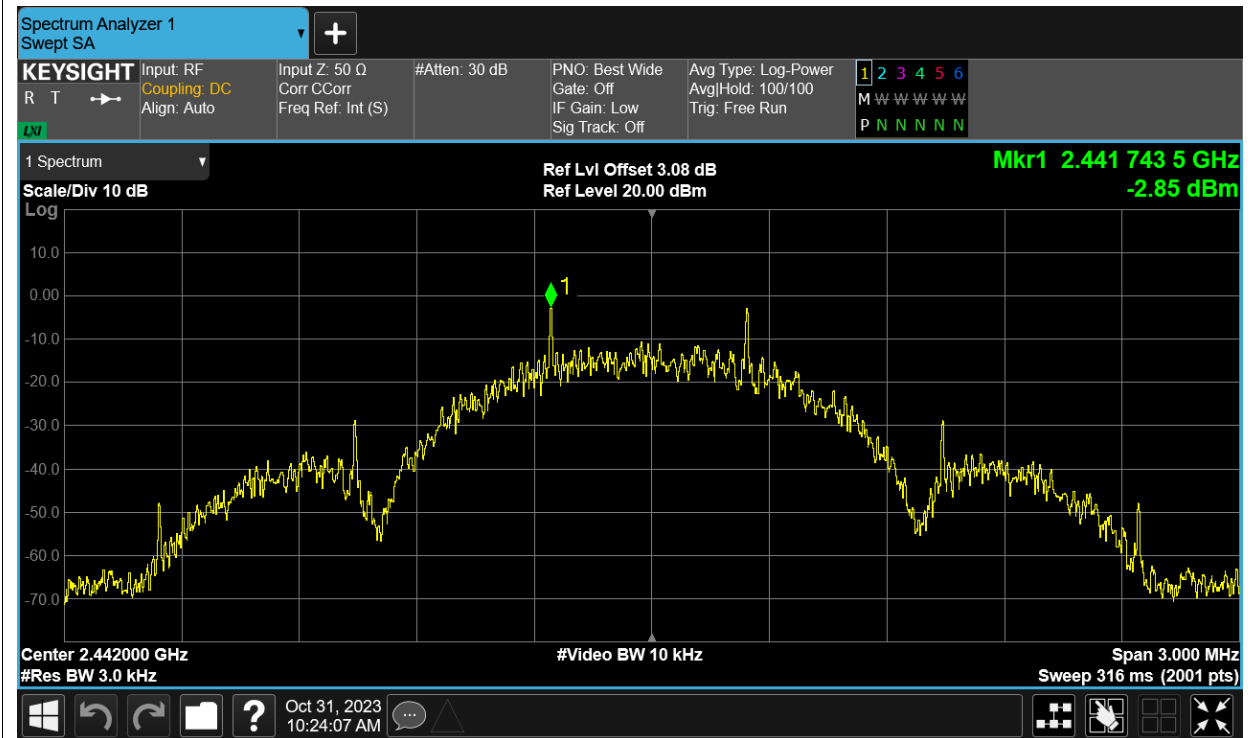 Spectrum Analyzer 1
Swept SA
KEYSIGHT
R T
LXI
Input: RF
Coupling: DC
Align: Auto
Input Z: 50 Ω
Corr CCorr
Freq Ref: Int (S)
#Atten: 30 dB
PNO: Best Wide
Gate: Off
IF Gain: Low
Sig Track: Off
Avg Type: Log-Power
Avg|Hold: 100/100
Trig: Free Run
1 2 3 4 5 6
M W W W W W
P N N N N N
1 Spectrum
Scale/Div 10 dB
Ref Lvl Offset 3.08 dB
Ref Level 20.00 dBm
Mkr1 2.441 743 5 GHz
-2.85 dBm
Log
10.0
0.00
-10.0
-20.0
-30.0
-40.0
-50.0
-60.0
-70.0
1
Center 2.442000 GHz
#Res BW 3.0 kHz
#Video BW 10 kHz
Span 3.000 MHz
Sweep 316 ms (2001 pts)
?
Oct 31, 2023
10:24:07 AM